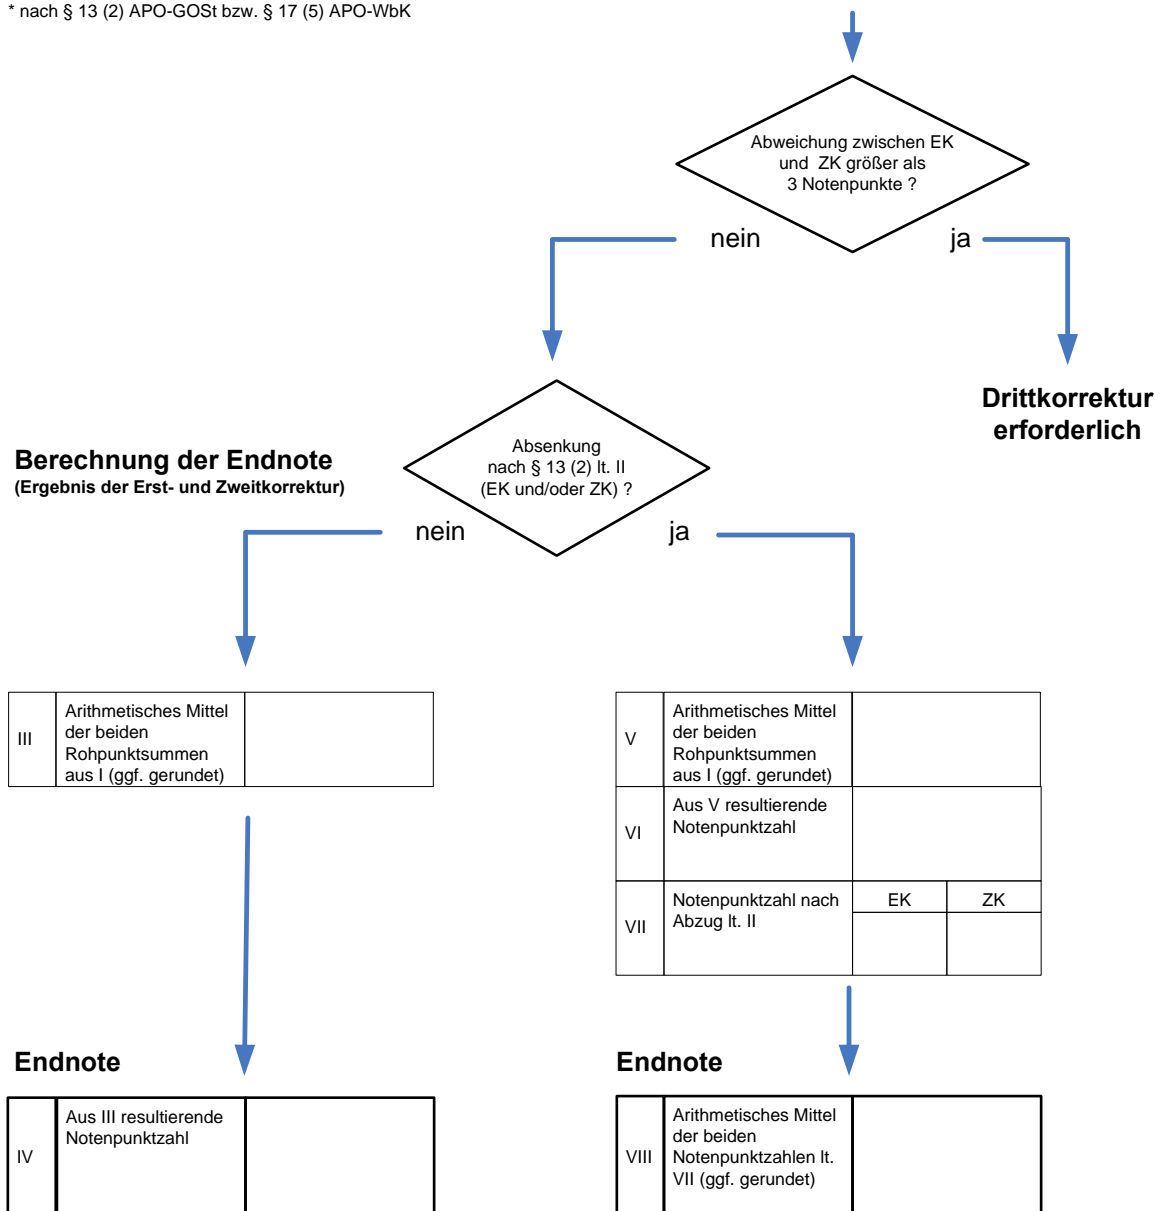 * nach § 13 (2) APO-GOSt bzw. § 17 (5) APO-WbK
Abweichung zwischen EK
und ZK größer als
3 Notenpunkte ?
nein
ja
Drittkorrektur
erforderlich
Berechnung der Endnote
(Ergebnis der Erst- und Zweitkorrektur)
Absenkung
nach § 13 (2) lt. II
(EK und/oder ZK) ?
nein
ja
III
Arithmetisches Mittel
der beiden
Rohpunktsummen
aus I (ggf. gerundet)
V
Arithmetisches Mittel
der beiden
Rohpunktsummen
aus I (ggf. gerundet)
VI
Aus V resultierende
Notenpunktzahl
VII
Notenpunktzahl nach
Abzug lt. II
EK
ZK
Endnote
IV
Aus III resultierende
Notenpunktzahl
Endnote
VIII
Arithmetisches Mittel
der beiden
Notenpunktzahlen lt.
VII (ggf. gerundet)